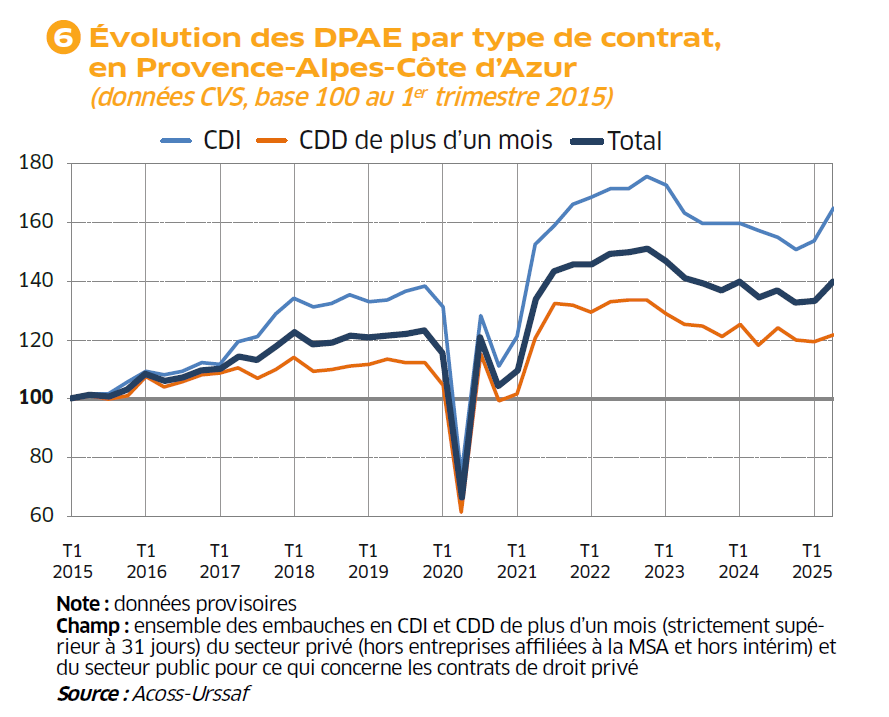 6 Évolution des DPAE par type de contrat,
en Provence-Alpes-Côte d'Azur
(données CVS, base 100 au 1er trimestre 2015)
CDI CDD de plus d'un mois Total
180
160
140
120
100
80
60
T1 T1 T1 T1 T1 T1 T1 T1 T1 T1 T1
2015 2016 2017 2018 2019 2020 2021 2022 2023 2024 2025
Note : données provisoires
Champ : ensemble des embauches en CDI et CDD de plus d'un mois (strictement supé-
rieur à 31 jours) du secteur privé (hors entreprises affiliées à la MSA et hors intérim) et
du secteur public pour ce qui concerne les contrats de droit privé
Source : Acoss-Urssaf